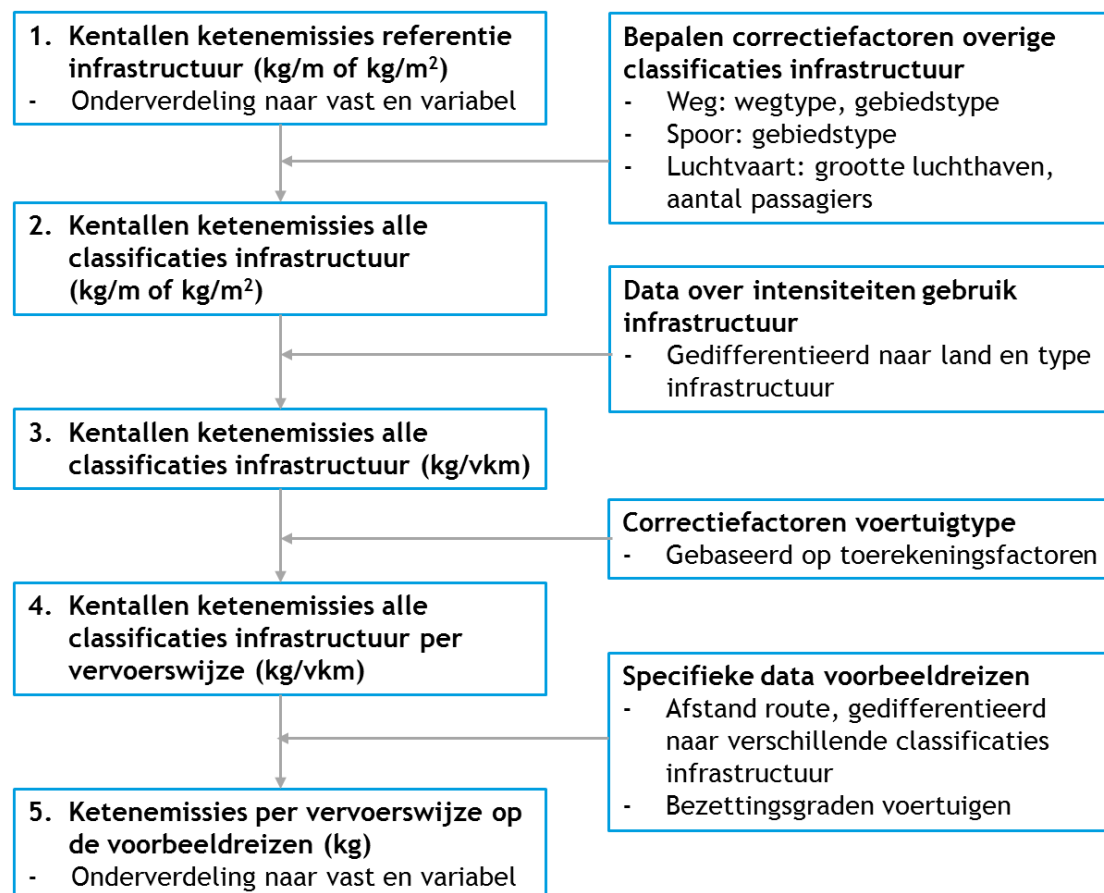 1. Kentallen ketenemissies referentie
infrastructuur (kg/m of kg/m²)
- Onderverdeling naar vast en variabel
Bepalen correctiefactoren overige
classificaties infrastructuur
- Weg: wegtype, gebiedstype
- Spoor: gebiedstype
- Luchtvaart: grootte luchthaven,
aantal passagiers
2. Kentallen ketenemissies alle
classificaties infrastructuur
(kg/m of kg/m²)
Data over intensiteiten gebruik
infrastructuur
- Gedifferentieerd naar land en type
infrastructuur
3. Kentallen ketenemissies alle
classificaties infrastructuur (kg/vkm)
Correctiefactoren voertuigtype
- Gebaseerd op toerekeningsfactoren
4. Kentallen ketenemissies alle
classificaties infrastructuur per
vervoerswijze (kg/vkm)
Specifieke data voorbeeldreizen
- Afstand route, gedifferentieerd
naar verschillende classificaties
infrastructuur
- Bezettingsgraden voertuigen
5. Ketenemissies per vervoerswijze op
de voorbeeldreizen (kg)
- Onderverdeling naar vast en variabel